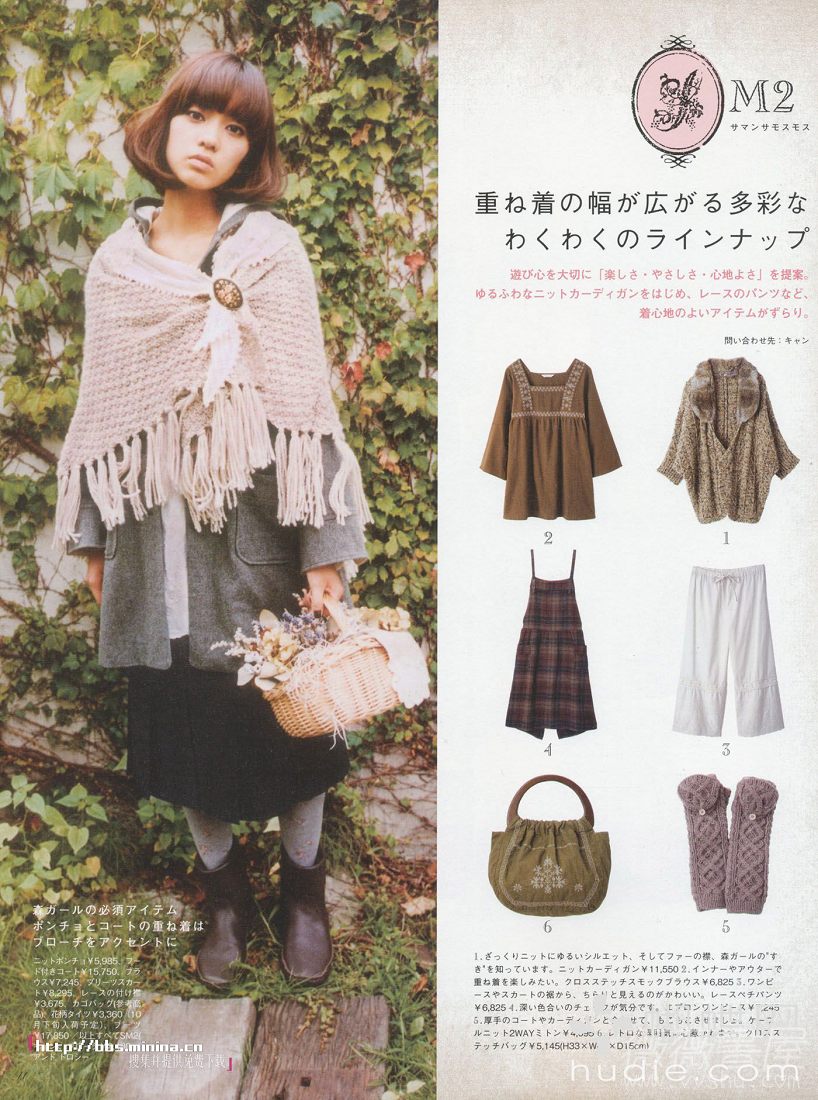 M2
サマンサモスモス
重ね着の幅が広がる多彩な
わくわくのラインナップ
遊び心を大切に「楽しさ・やさしさ・心地よさ」を提案。
ゆるふわなニットカーディガンをはじめ、レースのパンツなど、
着心地のよいアイテムがずらり。
問い合わせ先：キャン
2
1
4
3
6
5
1.ざっくりニットにゆるいシルエット、そしてファーの襟、森ガールの"す
き"を知っています。ニットカーディガン¥11,550 2.インナーやアウターで
重ね着を楽しみたい。クロスステッチスモックブラウス¥6,825 3.ワンピ
ースやスカートの裾から、ちらりと見えるのがかわいい。レースペチパンツ
¥6,825 4.深い色合いのチェックが気分です。エプロンワンピース
5.厚手のコートやカーディガンと
ルニット2WAYミトン
ステッチバッグ¥5,145(H33×W ×D15cm)
森ガールの必須アイテム
ポンチョとコートの重ね着は
ブローチをアクセントに
ニットポンチョ¥5,985、フー
ド付きコート¥15,750、ブラ
ウス¥7,245、プリーツスカー
ト¥8,295、レースの付け襟
¥3,675、カゴバッグ(参考商
品)、花柄タイツ¥3,360（10
月下旬入荷予定）、ブーツ
¥17,850 以上すべてSM2/
アンド トロシー
http://bbs.minina.cn
搜集并提供免费下载
hudie.com